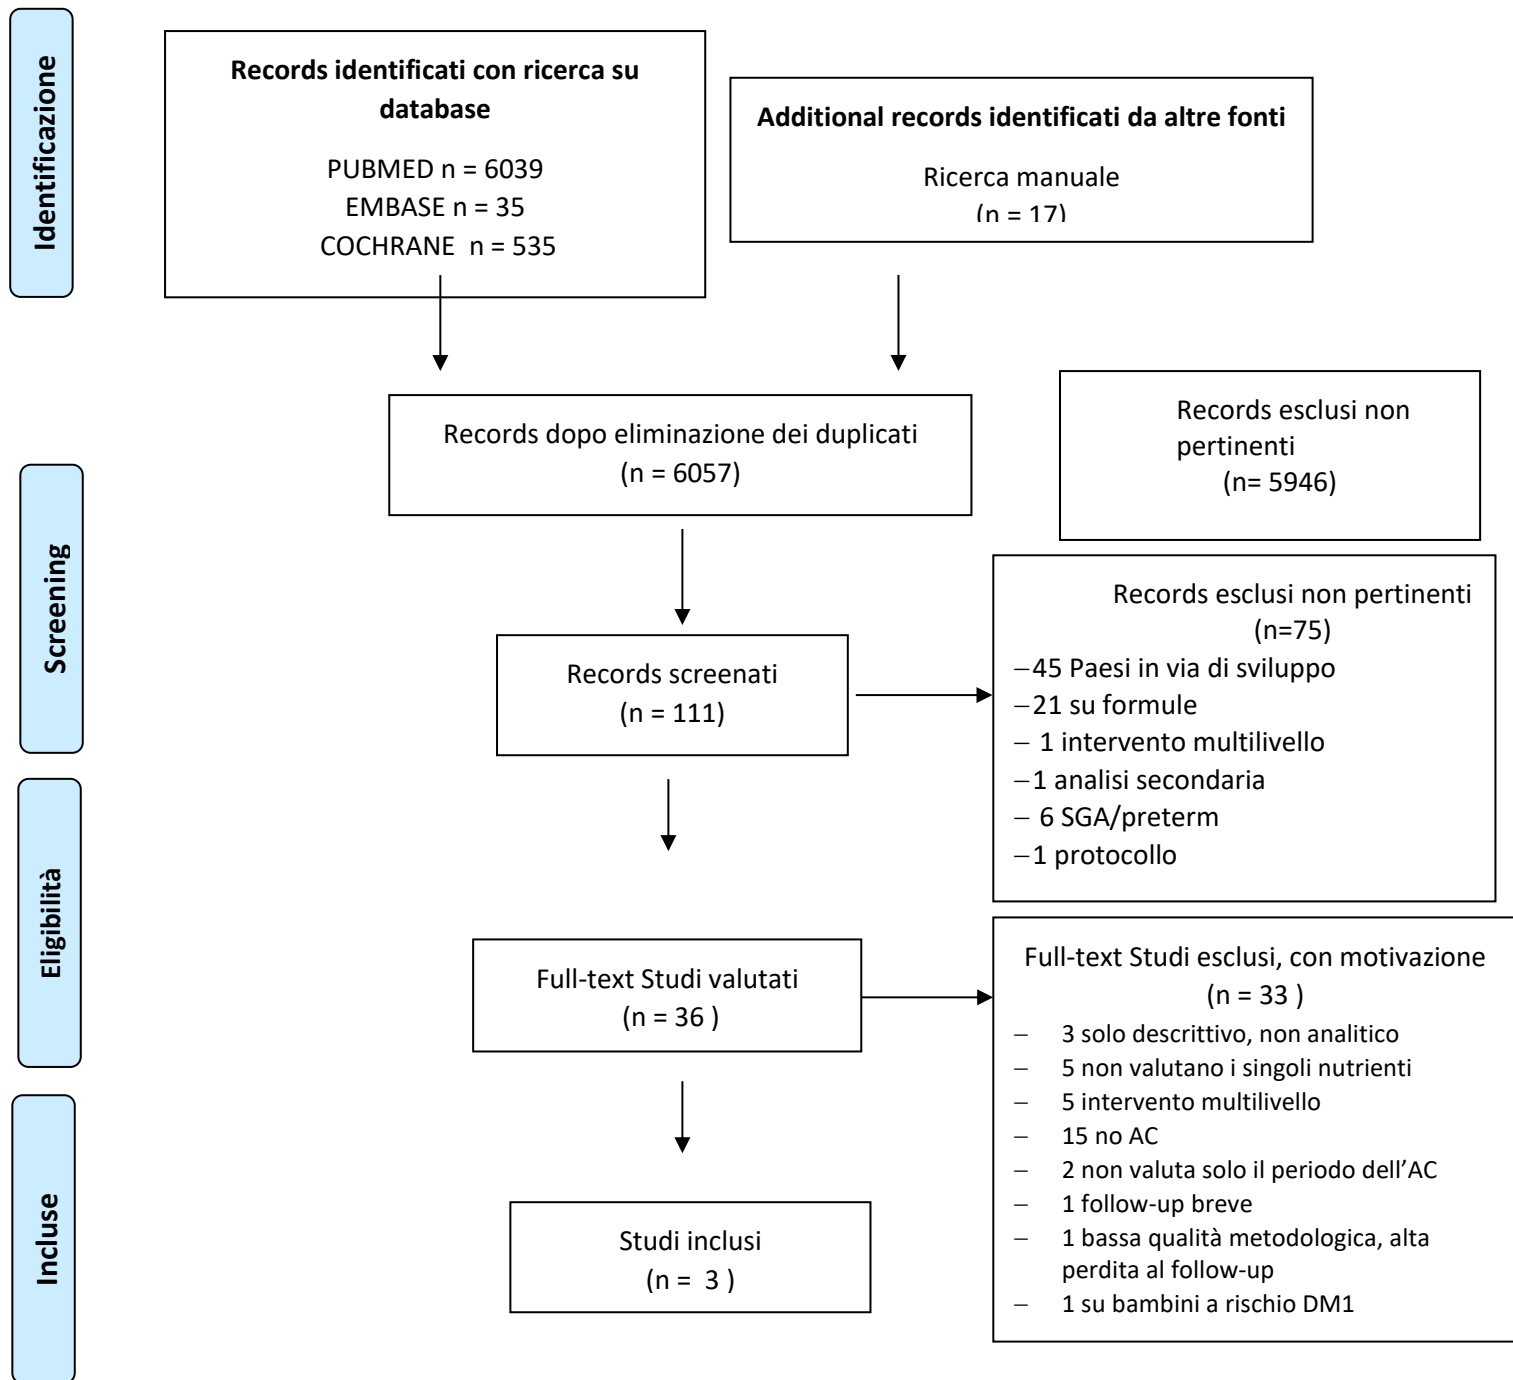 Identificazione
Records identificati con ricerca su
database
PUBMED n = 6039
EMBASE n = 35
COCHRANE n = 535
Additional records identificati da altre fonti
Ricerca manuale
(n = 17)
Records dopo eliminazione dei duplicati
(n = 6057)
Records esclusi non
pertinenti
(n= 5946)
Screening
Records screenati
(n = 111)
Records esclusi non pertinenti
(n=75)
–45 Paesi in via di sviluppo
–21 su formule
– 1 intervento multilivello
–1 analisi secondaria
– 6 SGA/preterm
–1 protocollo
Eligibilità
Full-text Studi valutati
(n = 36 )
Full-text Studi esclusi, con motivazione
(n = 33 )
– 3 solo descrittivo, non analitico
– 5 non valutano i singoli nutrienti
– 5 intervento multilivello
– 15 no AC
– 2 non valuta solo il periodo dell’AC
– 1 follow-up breve
– 1 bassa qualità metodologica, alta
perdita al follow-up
– 1 su bambini a rischio DM1
Incluse
Studi inclusi
(n = 3 )